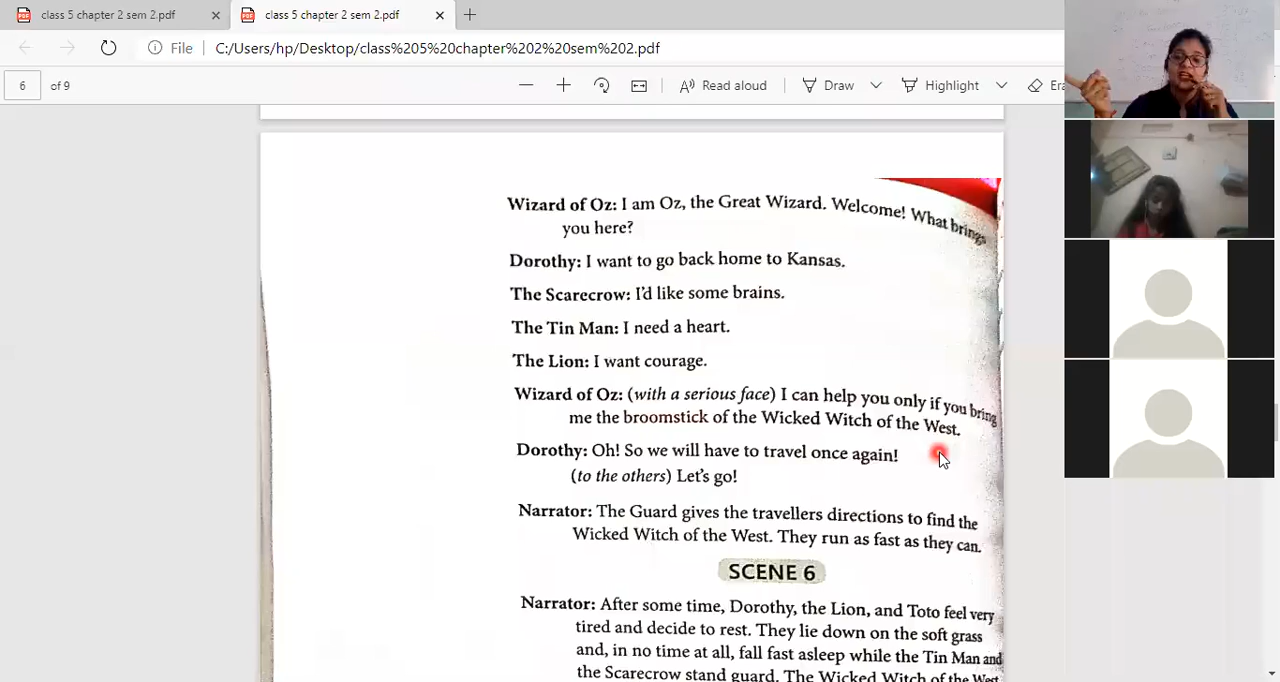 class 5 chapter 2 sem 2.pdf
class 5 chapter 2 sem 2.pdf
File C:/Users/hp/Desktop/class%205%20chapter%202%20sem%202.pdf
6 of 9 Read aloud Draw Highlight
Wizard of Oz: I am Oz, the Great Wizard. Welcome! What brings
you here?
Dorothy: I want to go back home to Kansas.
The Scarecrow: I'd like some brains.
The Tin Man: I need a heart.
The Lion: I want courage.
Wizard of Oz: (with a serious face) I can help you only if you bring
me the broomstick of the Wicked Witch of the West.
Dorothy: Oh! So we will have to travel once again!
(to the others) Let's go!
Narrator: The Guard gives the travellers directions to find the
Wicked Witch of the West. They run as fast as they can.
SCENE 6
Narrator: After some time, Dorothy, the Lion, and Toto feel very
tired and decide to rest. They lie down on the soft grass
and, in no time at all, fall fast asleep while the Tin Man and
the Scarecrow stand guard. The Wicked Witch of the West